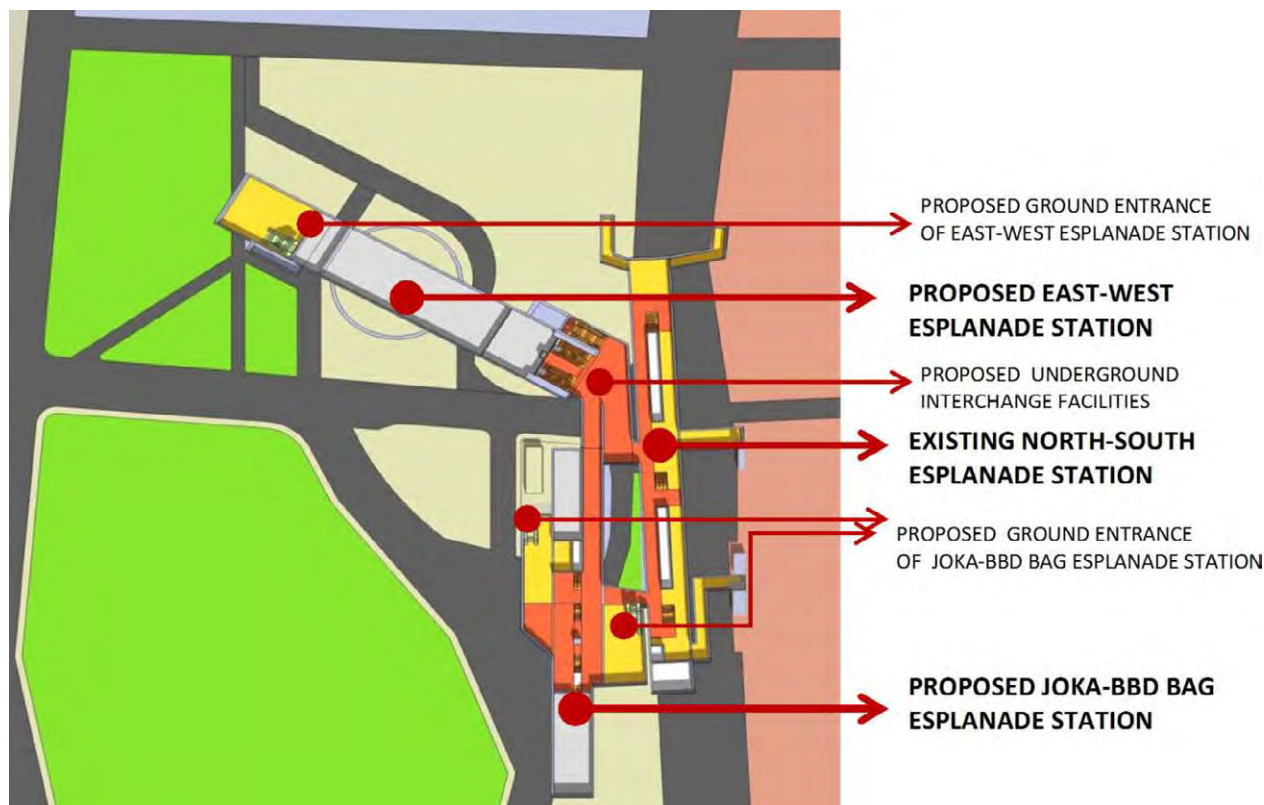 PROPOSED GROUND ENTRANCE
OF EAST-WEST ESPLANADE STATION
PROPOSED EAST-WEST
ESPLANADE STATION
PROPOSED UNDERGROUND
INTERCHANGE FACILITIES
EXISTING NORTH-SOUTH
ESPLANADE STATION
PROPOSED GROUND ENTRANCE
OF JOKA-BBD BAG ESPLANADE STATION
PROPOSED JOKA-BBD BAG
ESPLANADE STATION